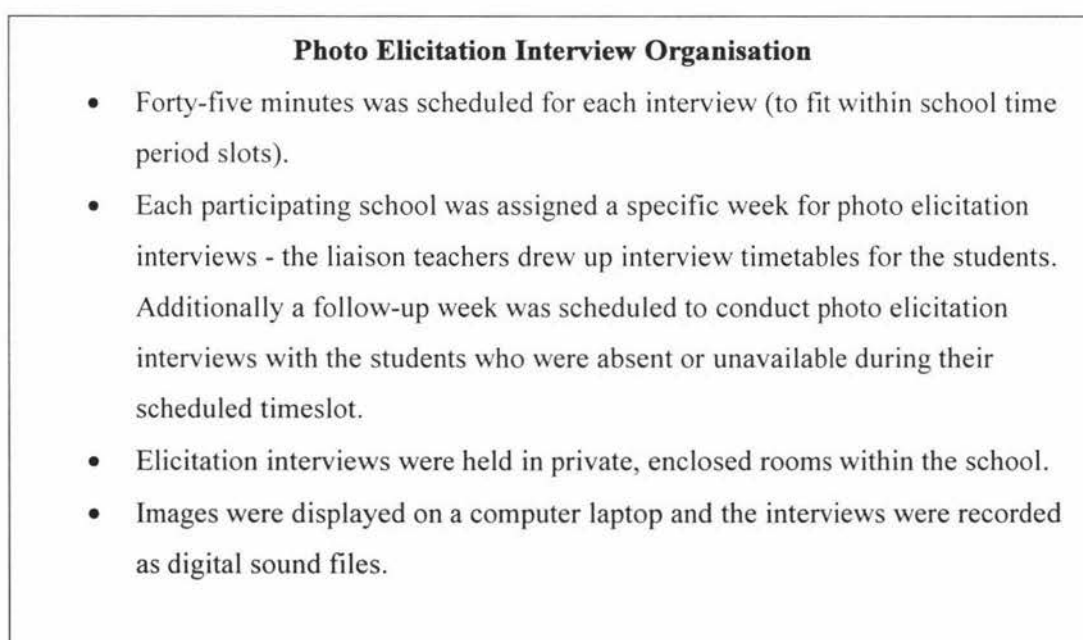 Photo Elicitation Interview Organisation
• Forty-five minutes was scheduled for each interview (to fit within school time
period slots).
• Each participating school was assigned a specific week for photo elicitation
interviews - the liaison teachers drew up interview timetables for the students.
Additionally a follow-up week was scheduled to conduct photo elicitation
interviews with the students who were absent or unavailable during their
scheduled timeslot.
• Elicitation interviews were held in private, enclosed rooms within the school.
• Images were displayed on a computer laptop and the interviews were recorded
as digital sound files.